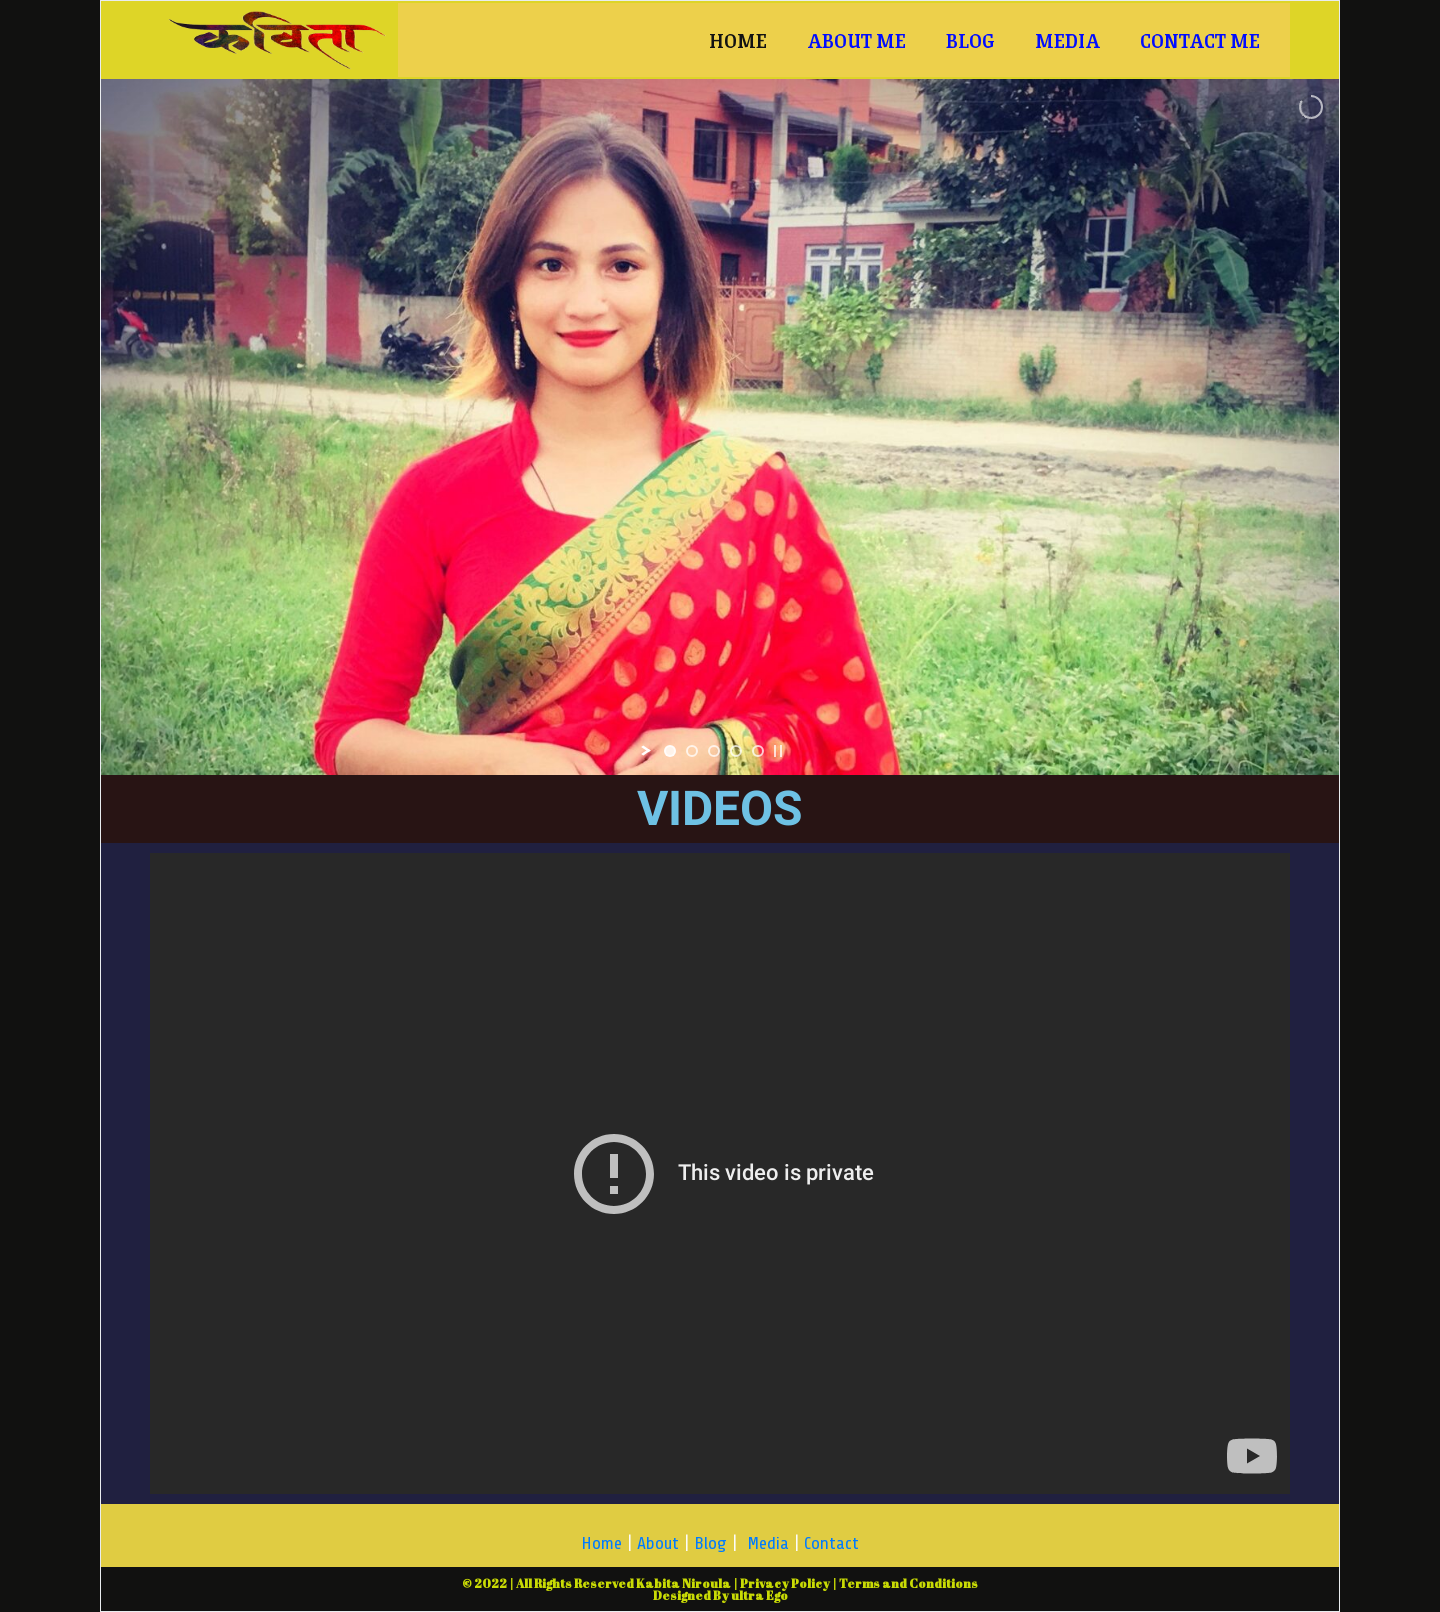 कविता
HOME ABOUT ME BLOG MEDIA CONTACT ME
VIDEOS
This video is private
Home | About | Blog | Media | Contact
© 2022 | All Rights Reserved Kabita Niroula | Privacy Policy | Terms and Conditions
Designed By ultra Ego